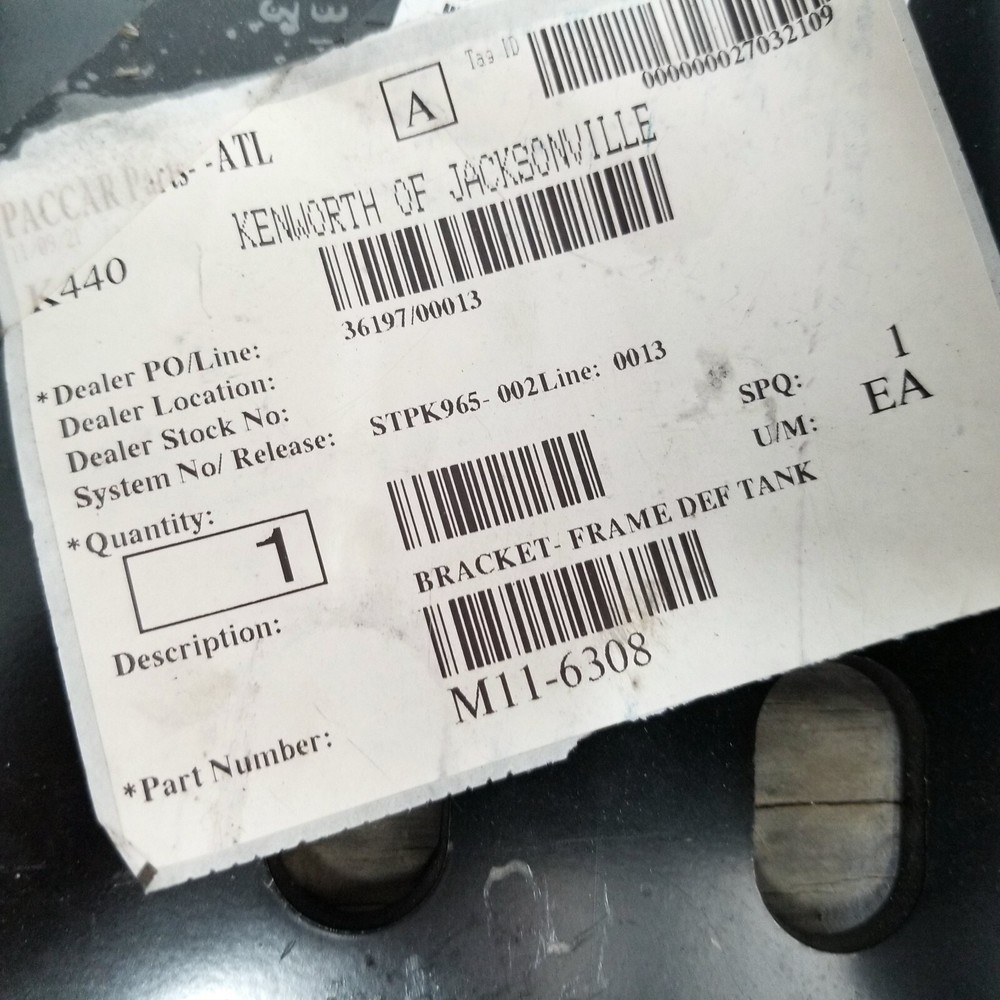 Tag ID
000000027032109
A
PACCAR Parts- -ATL
KENWORTH OF JACKSONVILLE
K440
36197/00013
*Dealer PO/Line:
Dealer Location:
Dealer Stock No:
System No/ Release: STPK965- 002Line: 0013
SPQ: 1
U/M: EA
*Quantity:
1
BRACKET- FRAME DEF TANK
Description:
M11-6308
*Part Number: